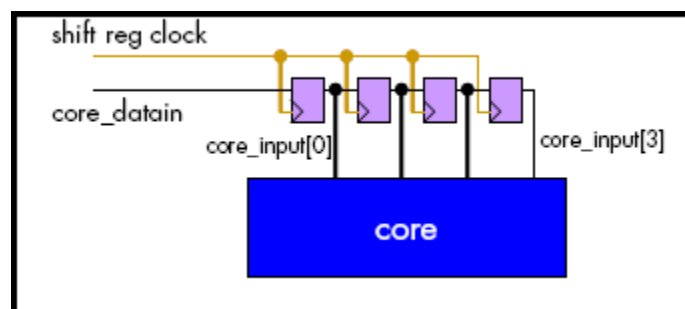 shift reg clock
core_datain
core_input[0]
core_input[3]
core